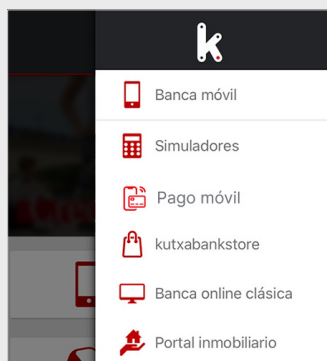 k
Banca móvil
Simuladores
Pago móvil
kutxabankstore
Banca online clásica
Portal inmobiliario